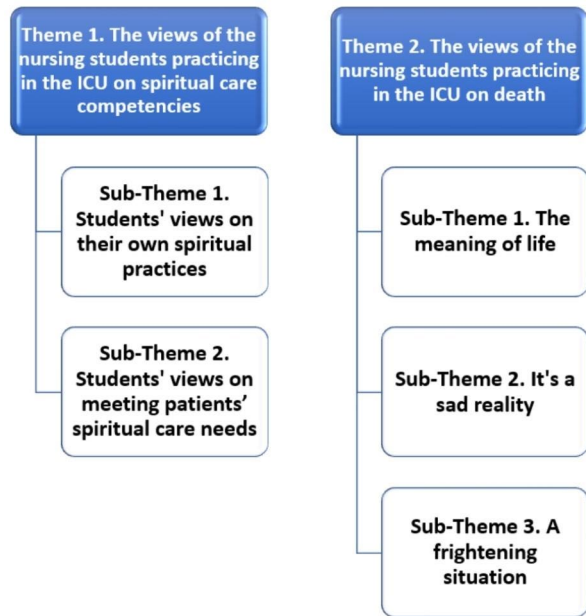 Theme 1. The views of the
nursing students practicing
in the ICU on spiritual care
competencies
Sub-Theme 1.
Students' views on
their own spiritual
practices
Sub-Theme 2.
Students' views on
meeting patients’
spiritual care needs
Theme 2. The views of the
nursing students practicing
in the ICU on death
Sub-Theme 1. The
meaning of life
Sub-Theme 2. It's a
sad reality
Sub-Theme 3. A
frightening
situation